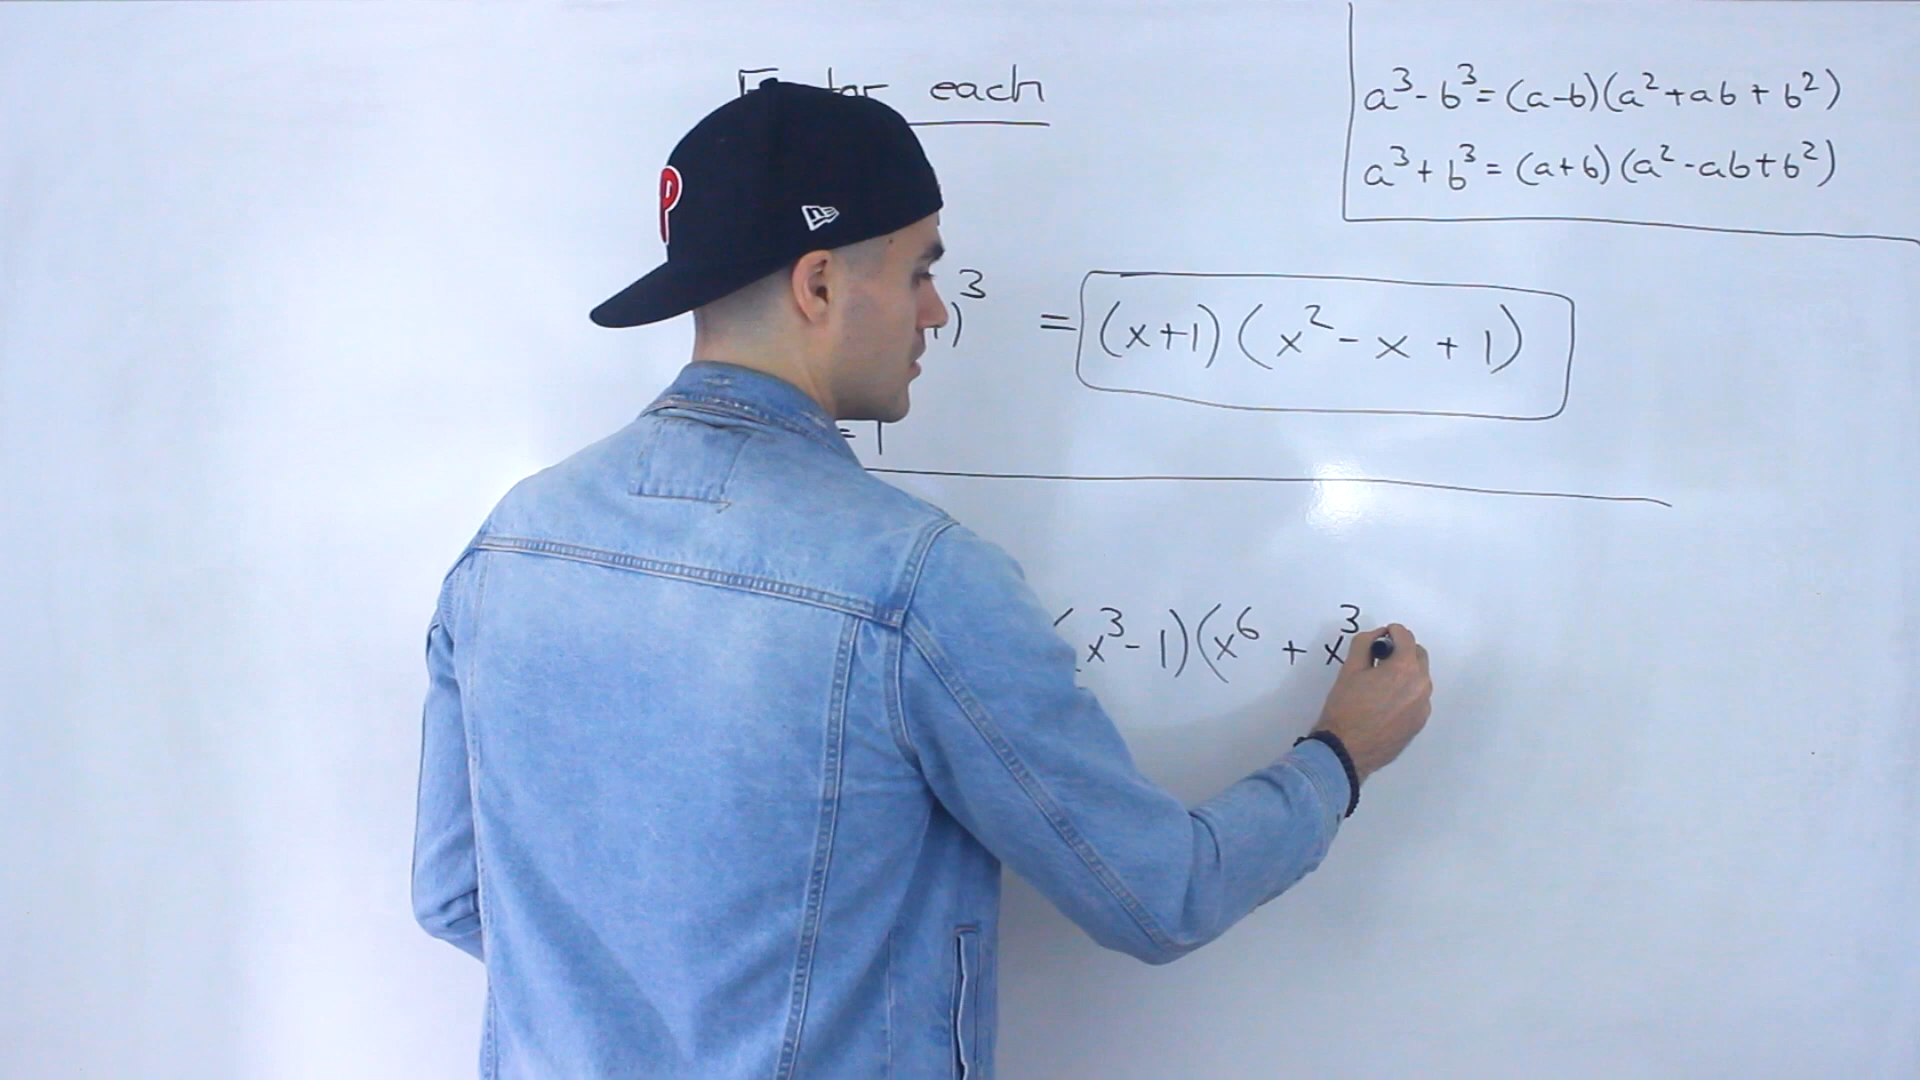 each
a³ - b³ = (a-b)(a² + ab + b²)
a³ + b³ = (a+b)(a² - ab + b²)
)³ = (x+1)(x² - x + 1)
= 1
(x³ - 1)(x⁶ + x³
P